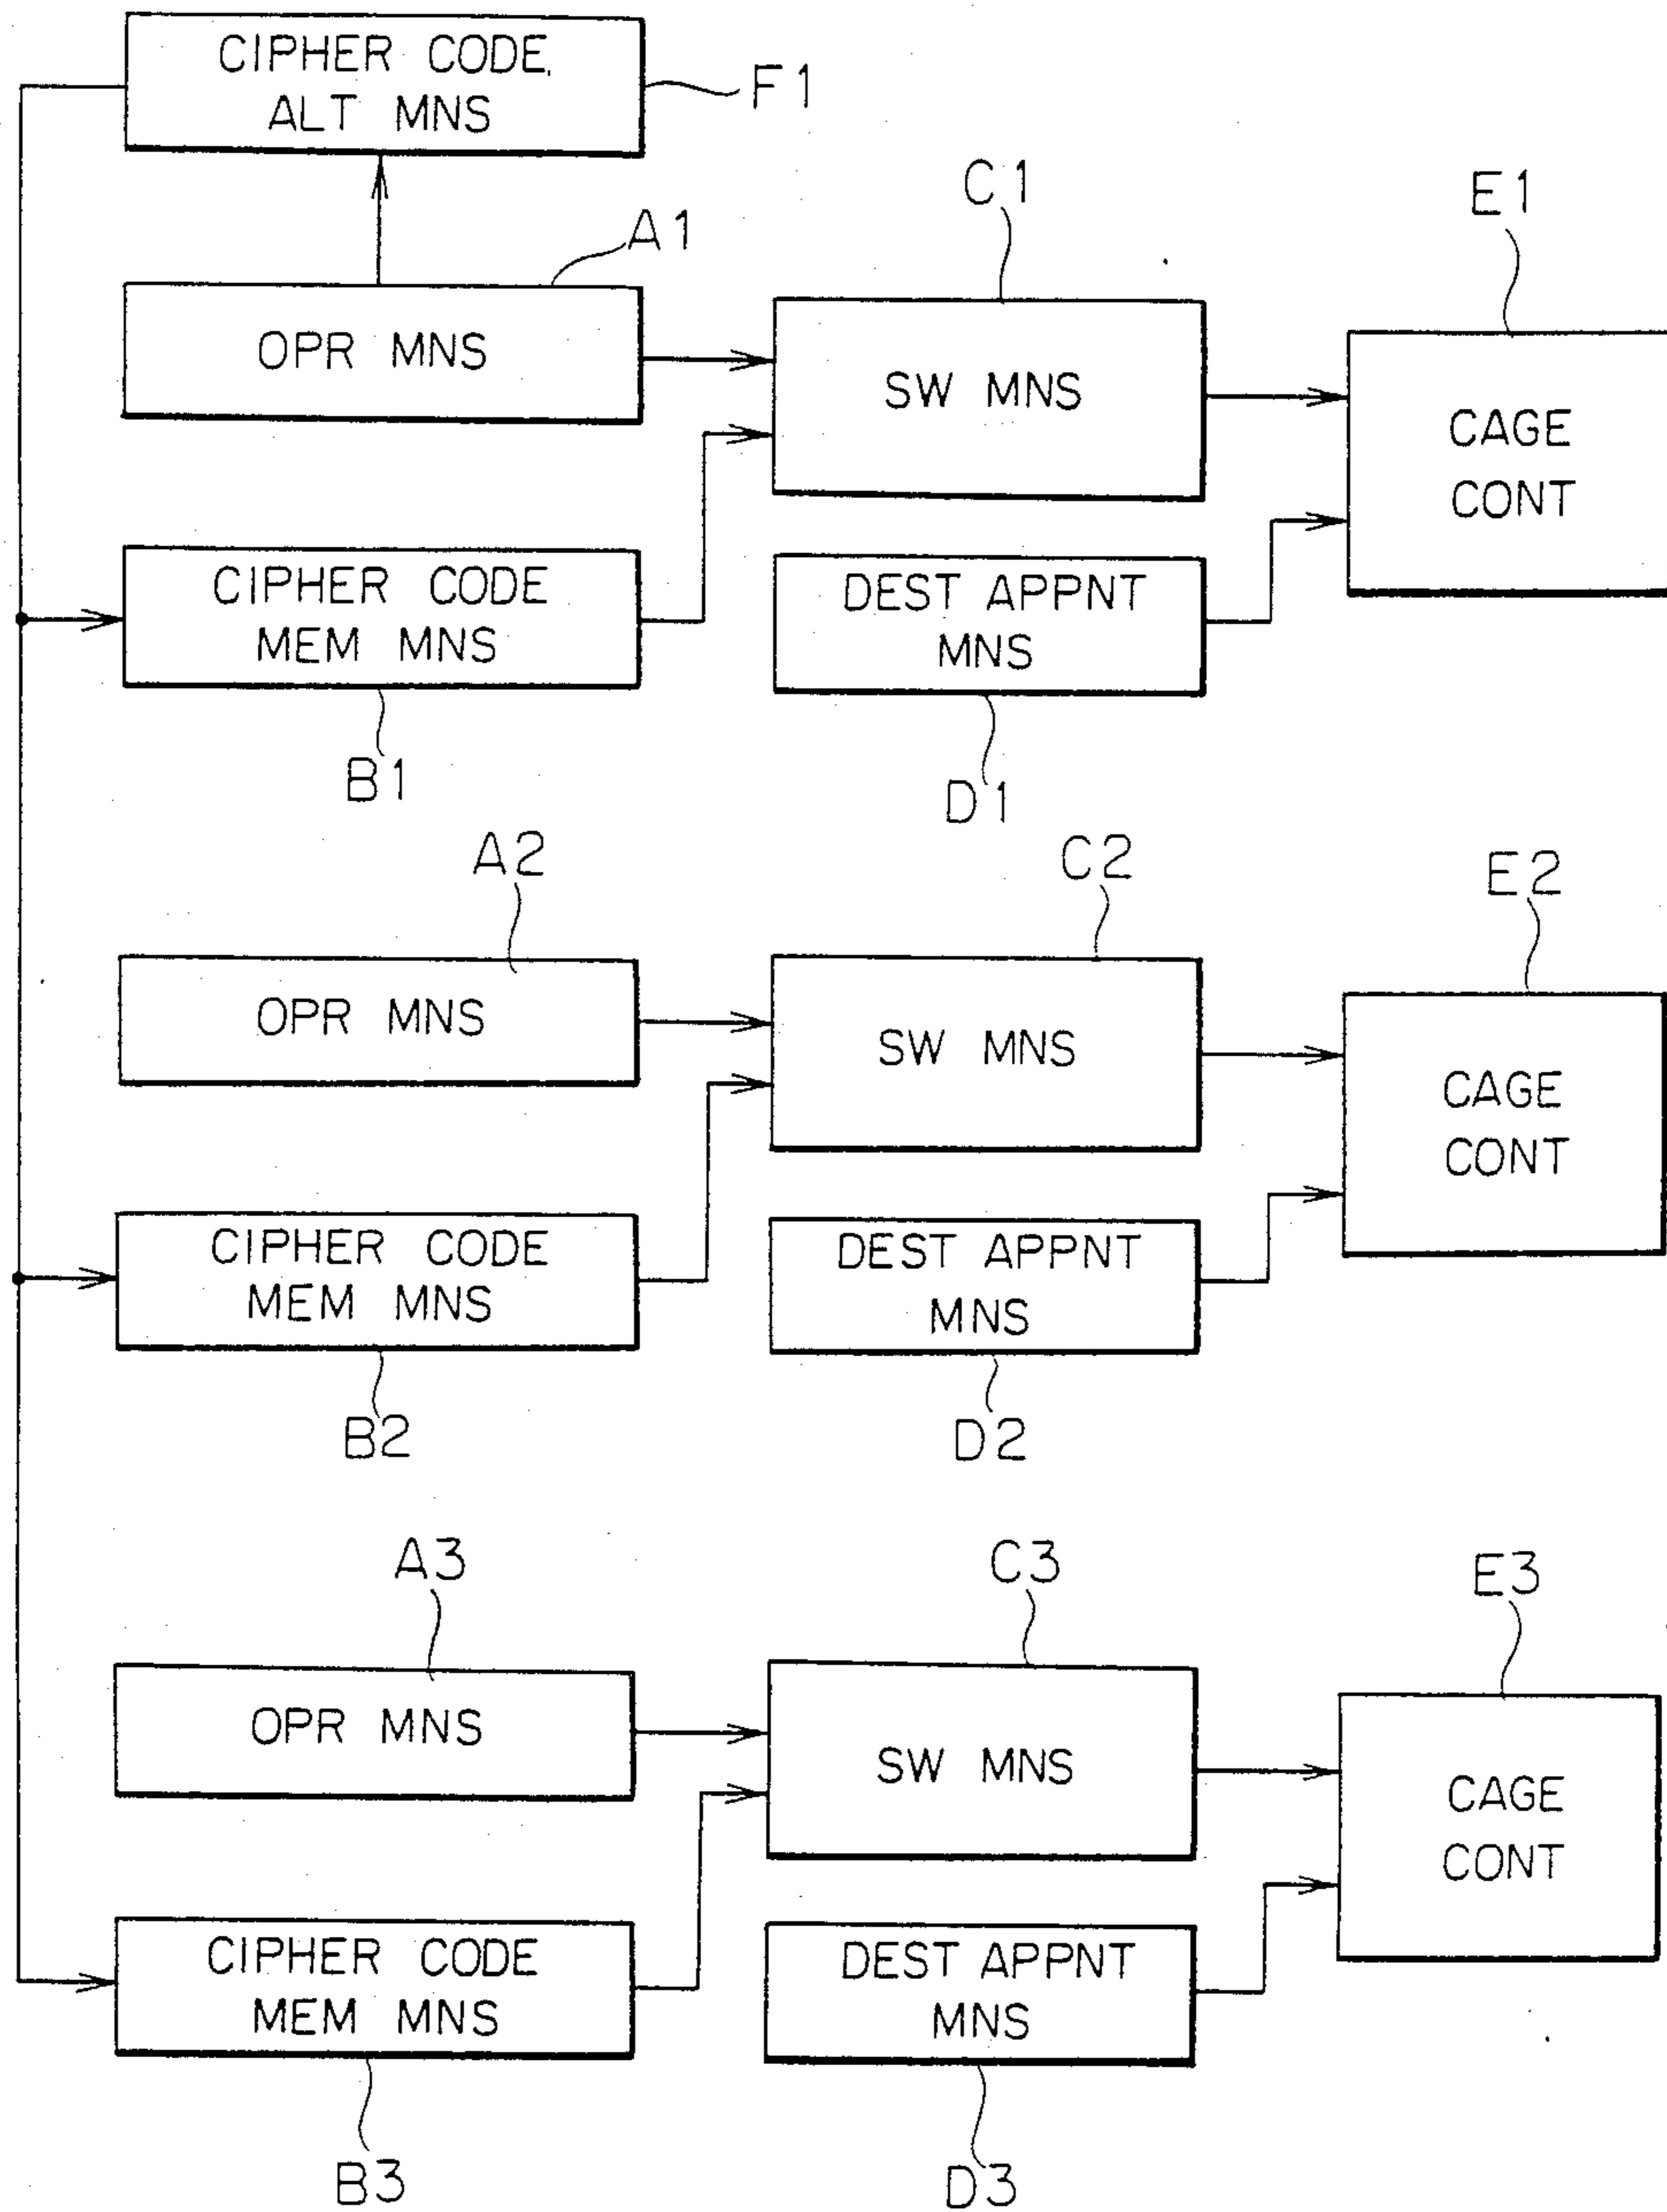 CIPHER CODE
ALT MNS
F1
A1
C1
E1
OPR MNS
SW MNS
CAGE
CONT
CIPHER CODE
MEM MNS
DEST APPNT
MNS
B1
D1
A2
C2
E2
OPR MNS
SW MNS
CAGE
CONT
CIPHER CODE
MEM MNS
DEST APPNT
MNS
B2
D2
A3
C3
E3
OPR MNS
SW MNS
CAGE
CONT
CIPHER CODE
MEM MNS
DEST APPNT
MNS
B3
D3